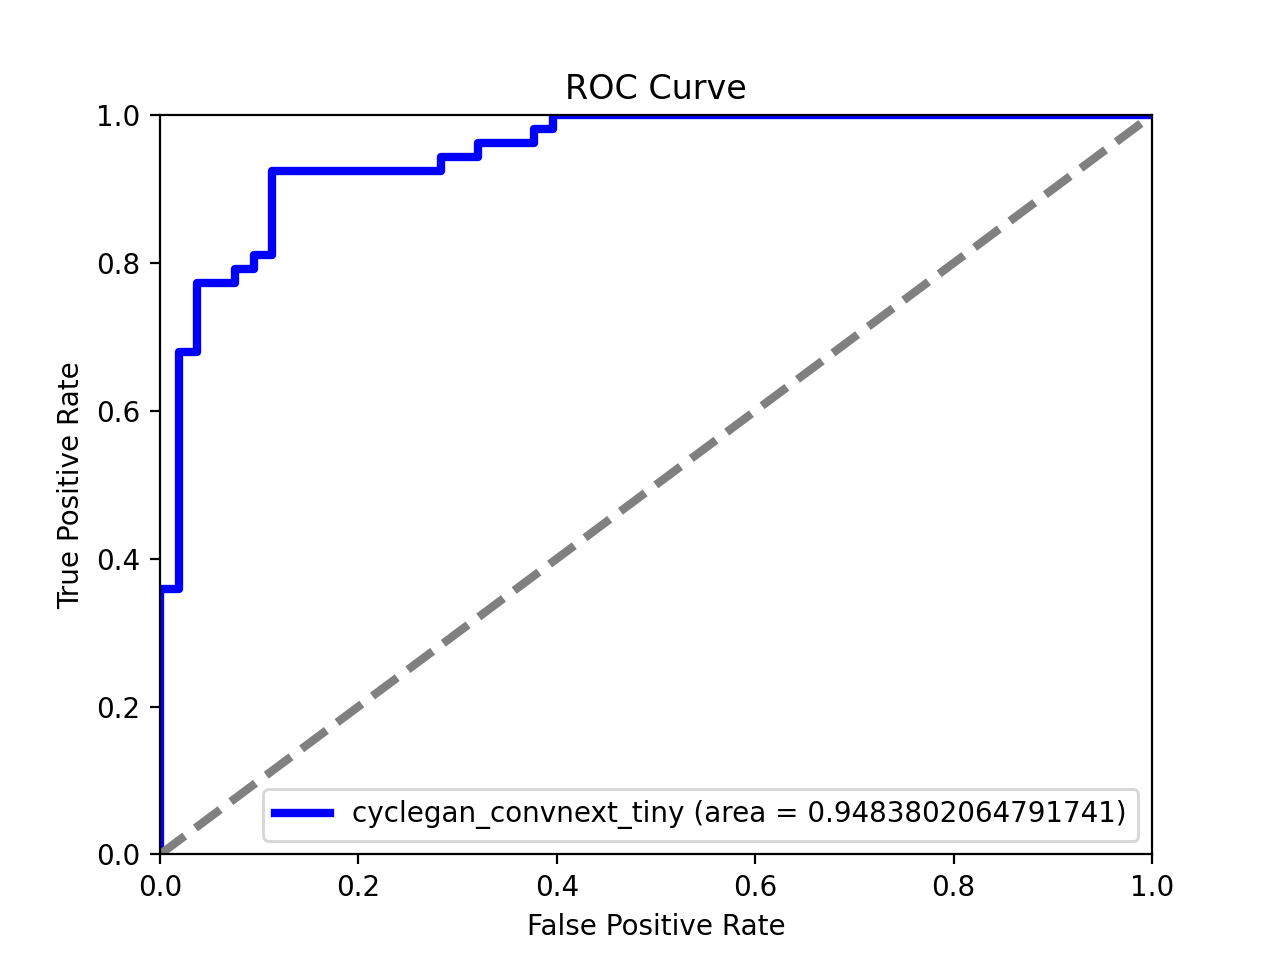 ROC Curve
True Positive Rate
1.0
0.8
0.6
0.4
0.2
0.0
cyclegan_convnext_tiny (area = 0.9483802064791741)
0.0 0.2 0.4 0.6 0.8 1.0
False Positive Rate